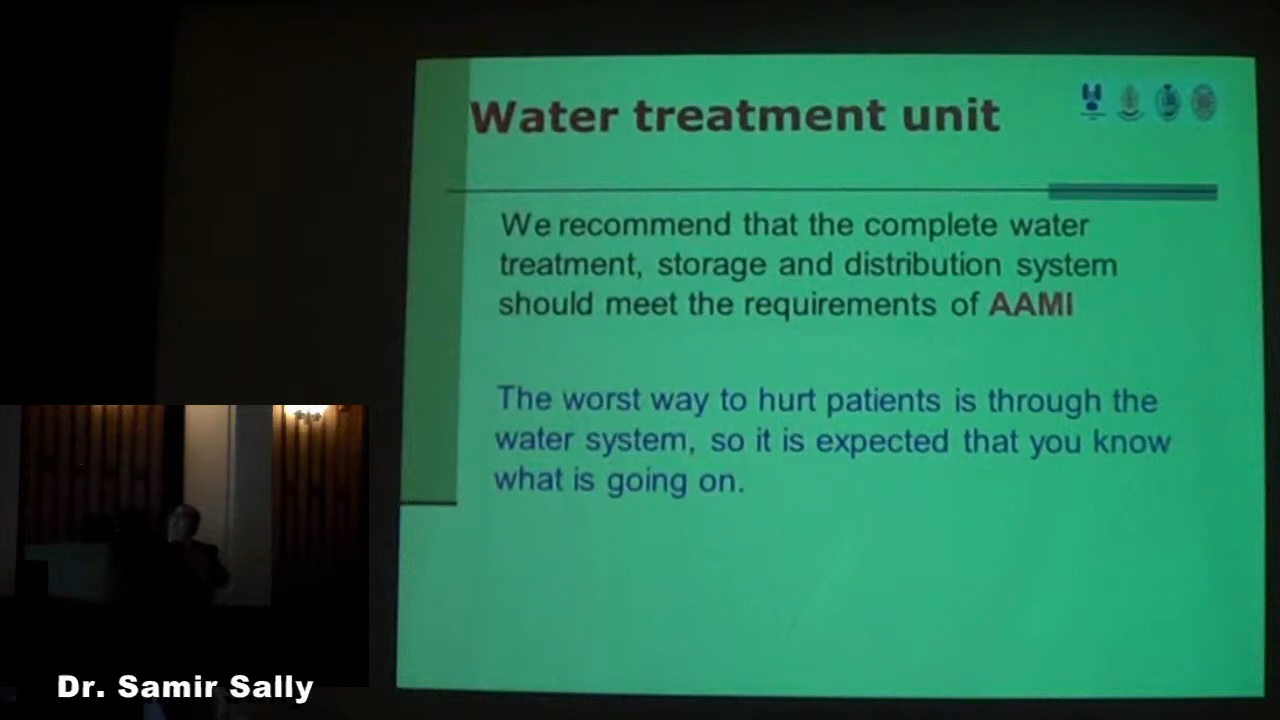 Water treatment unit
We recommend that the complete water
treatment, storage and distribution system
should meet the requirements of AAMI
The worst way to hurt patients is through the
water system, so it is expected that you know
what is going on.
Dr. Samir Sally